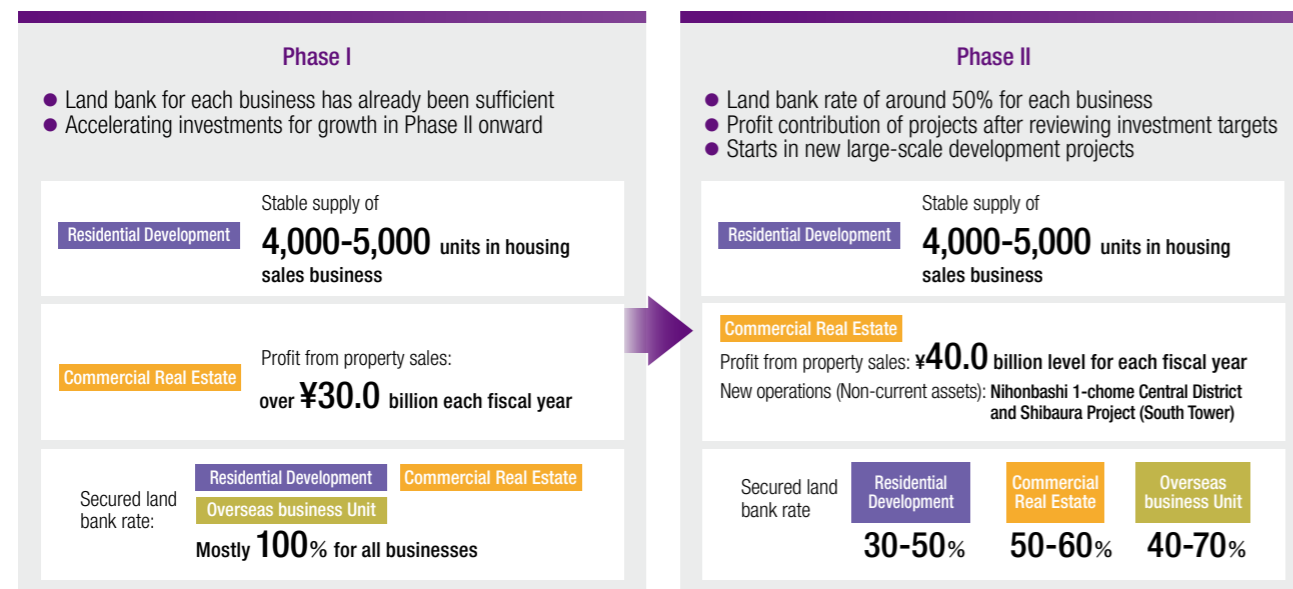 Phase I
● Land bank for each business has already been sufficient
● Accelerating investments for growth in Phase II onward
Residential Development
Stable supply of
4,000-5,000 units in housing
sales business
Commercial Real Estate
Profit from property sales:
over ¥30.0 billion each fiscal year
Secured land
bank rate:
Residential Development
Commercial Real Estate
Overseas business Unit
Mostly 100% for all businesses
Phase II
● Land bank rate of around 50% for each business
● Profit contribution of projects after reviewing investment targets
● Starts in new large-scale development projects
Residential Development
Stable supply of
4,000-5,000 units in housing
sales business
Commercial Real Estate
Profit from property sales: ¥40.0 billion level for each fiscal year
New operations (Non-current assets): Nihonbashi 1-chome Central District
and Shibaura Project (South Tower)
Secured land
bank rate
Residential
Development
30-50%
Commercial
Real Estate
50-60%
Overseas
business Unit
40-70%